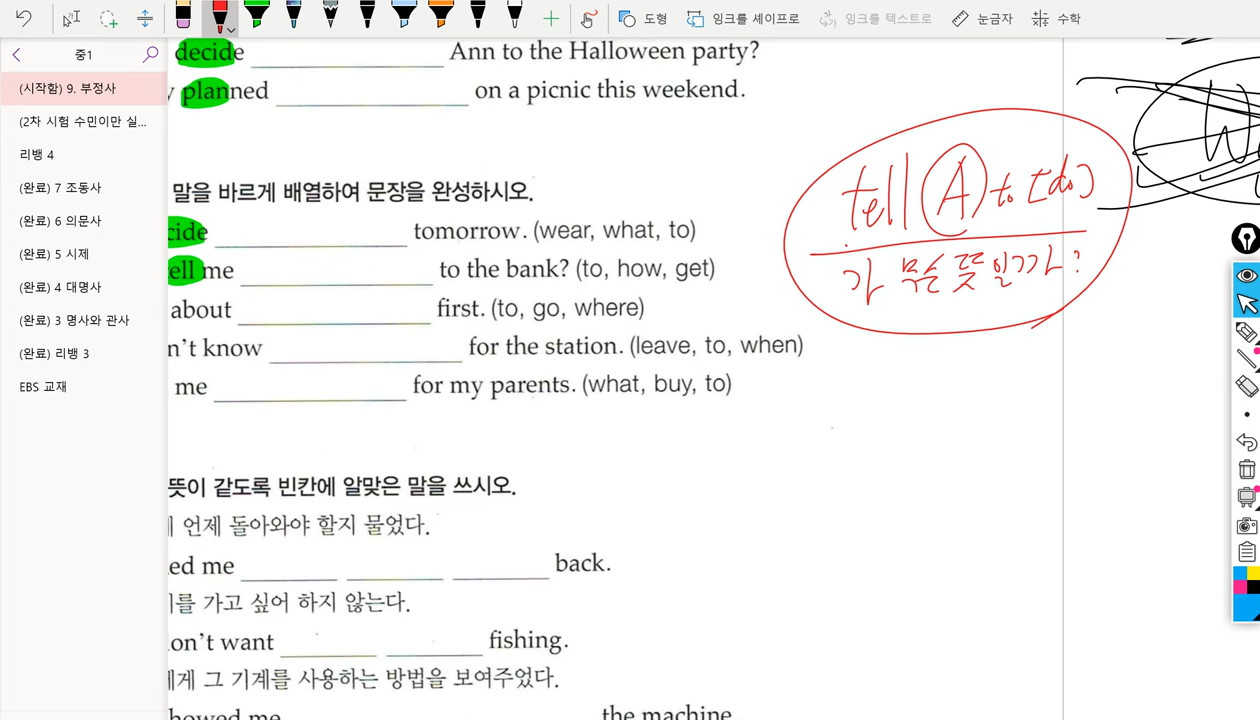 도형
잉크를 셰이프로
잉크를 텍스트로
눈금자
수학
중1
(시작함) 9. 부정사
(2차 시험 수민이만 실...
리뱅 4
(완료) 7 조동사
(완료) 6 의문사
(완료) 5 시제
(완료) 4 대명사
(완료) 3 명사와 관사
(완료) 리뱅 3
EBS 교재
decide Ann to the Halloween party?
planned on a picnic this weekend.
말을 바르게 배열하여 문장을 완성하시오.
cide tomorrow. (wear, what, to)
tell me to the bank? (to, how, get)
about first. (to, go, where)
n't know for the station. (leave, to, when)
me for my parents. (what, buy, to)
tell A to [do]
가 무슨 뜻일까?
뜻이 같도록 빈칸에 알맞은 말을 쓰시오.
언제 돌아와야 할지 물었다.
ed me back.
를 가고 싶어 하지 않는다.
on't want fishing.
에게 그 기계를 사용하는 방법을 보여주었다.
howed me the machine